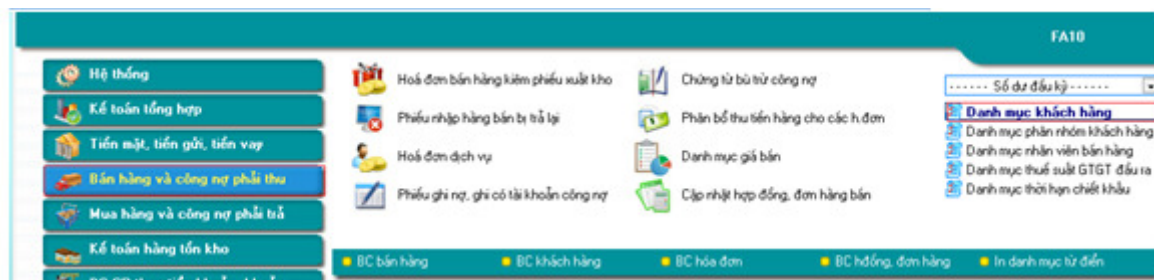 FA10
Hệ thống
Kế toán tổng hợp
Tiền mặt, tiền gửi, tiền vay
Bán hàng và công nợ phải thu
Mua hàng và công nợ phải trả
Kế toán hàng tồn kho
Hoá đơn bán hàng kiêm phiếu xuất kho
Phiếu nhập hàng bán bị trả lại
Hoá đơn dịch vụ
Phiếu ghi nợ, ghi có tài khoản công nợ
Chứng từ bù trừ công nợ
Phân bổ thu tiền hàng cho các h.đơn
Danh mục giá bán
Cập nhật hợp đồng, đơn hàng bán
------ Số dư đầu kỳ ------
Danh mục khách hàng
Danh mục phân nhóm khách hàng
Danh mục nhân viên bán hàng
Danh mục thuế suất GTGT đầu ra
Danh mục thời hạn chiết khấu
BC bán hàng
BC khách hàng
BC hóa đơn
BC hđồng, đơn hàng
In danh mục từ điển